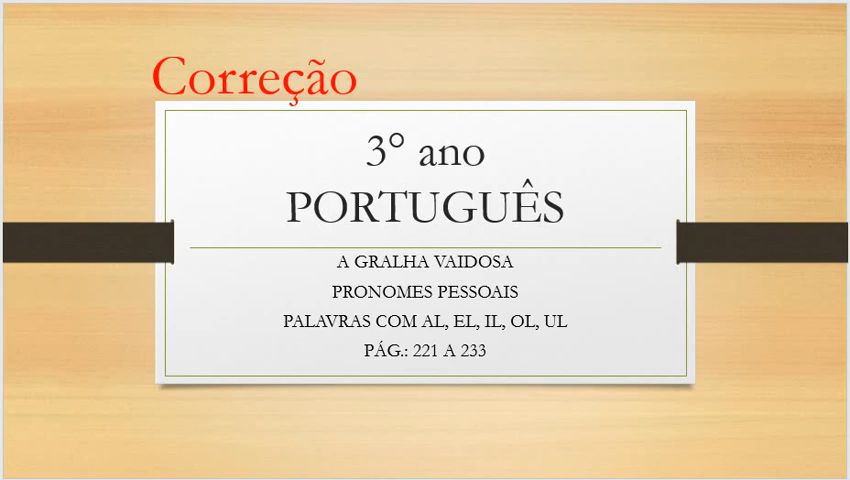 Correção
3° ano
PORTUGUÊS
A GRALHA VAIDOSA
PRONOMES PESSOAIS
PALAVRAS COM AL, EL, IL, OL, UL
PÁG.: 221 A 233